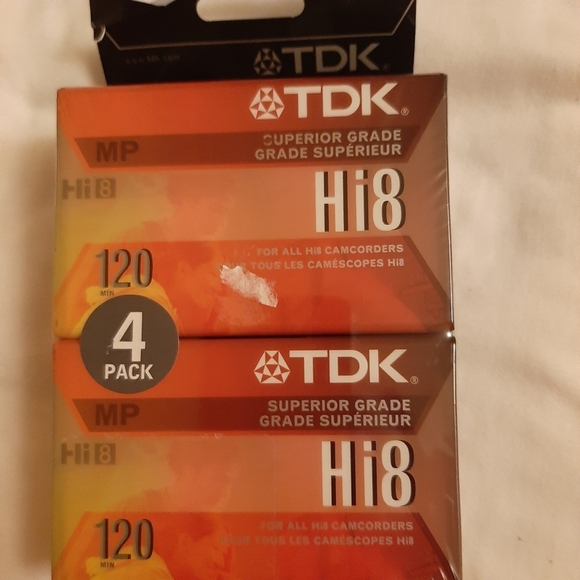 TDK
TDK
MP
SUPERIOR GRADE
GRADE SUPÉRIEUR
Hi8
Hi8
FOR ALL Hi8 CAMCORDERS
TOUS LES CAMÉSCOPES Hi8
120
MIN
4
PACK
TDK
MP
SUPERIOR GRADE
GRADE SUPÉRIEUR
Hi8
Hi8
FOR ALL Hi8 CAMCORDERS
TOUS LES CAMÉSCOPES Hi8
120
MIN